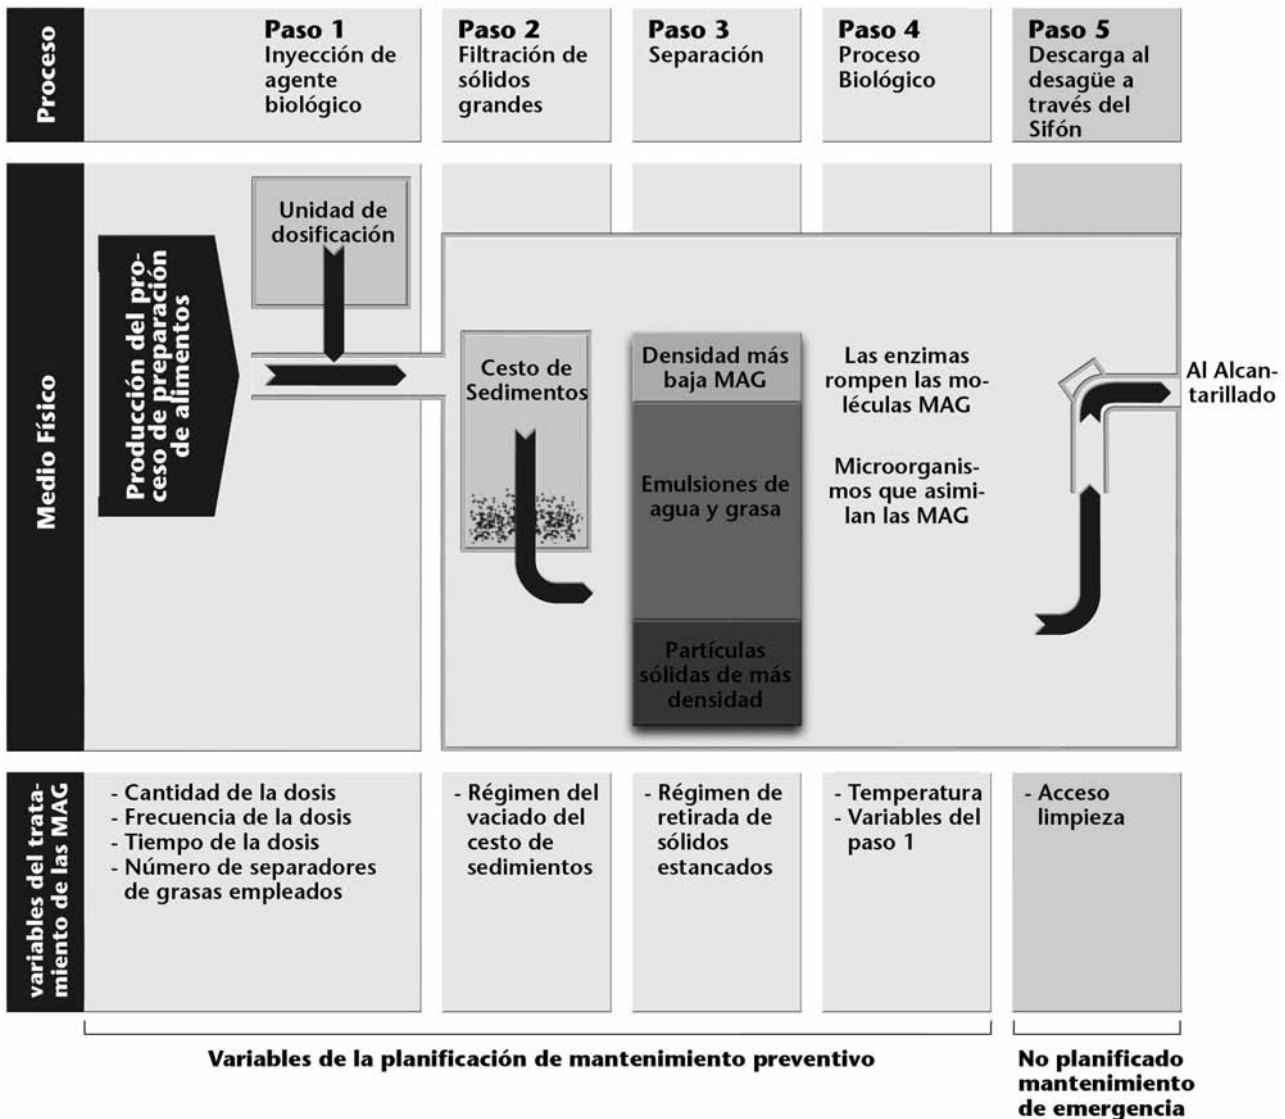 Proceso
Paso 1
Inyección de
agente
biológico
Paso 2
Filtración de
sólidos
grandes
Paso 3
Separación
Paso 4
Proceso
Biológico
Paso 5
Descarga al
desagüe a
través del
Sifón
Medio Físico
Producción del pro-
ceso de preparación
de alimentos
Unidad de
dosificación
Cesto de
Sedimentos
Densidad más
baja MAG
Emulsiones de
agua y grasa
Partículas
sólidas de más
densidad
Las enzimas
rompen las mo-
léculas MAG
Microorganis-
mos que asimi-
lan las MAG
Al Alcan-
tarillado
variables del trata-
miento de las MAG
- Cantidad de la dosis
- Frecuencia de la dosis
- Tiempo de la dosis
- Número de separadores
de grasas empleados
- Régimen del
vaciado del
cesto de
sedimientos
- Régimen de
retirada de
sólidos
estancados
- Temperatura
- Variables del
paso 1
- Acceso
limpieza
Variables de la planificación de mantenimiento preventivo
No planificado
mantenimiento
de emergencia